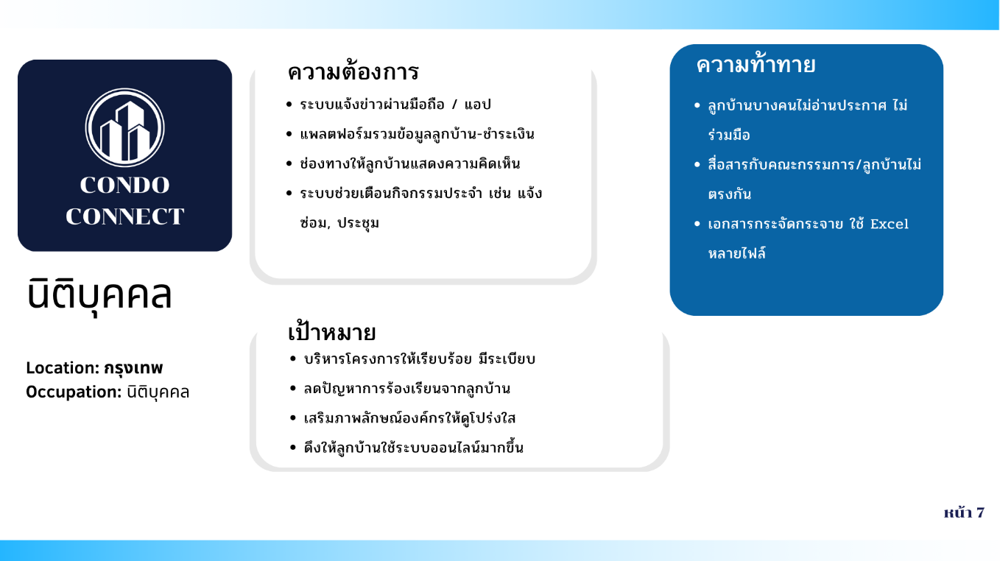 CONDO
CONNECT
นิติบุคคล
Location: กรุงเทพ
Occupation: นิติบุคคล
ความต้องการ
• ระบบแจ้งข่าวผ่านมือถือ / แอป
• แพลตฟอร์มรวมข้อมูลลูกบ้าน-ชำระเงิน
• ช่องทางให้ลูกบ้านแสดงความคิดเห็น
• ระบบช่วยเตือนกิจกรรมประจำ เช่น แจ้ง
ซ่อม, ประชุม
เป้าหมาย
• บริหารโครงการให้เรียบร้อย มีระเบียบ
• ลดปัญหาการร้องเรียนจากลูกบ้าน
• เสริมภาพลักษณ์องค์กรให้ดูโปร่งใส
• ดึงให้ลูกบ้านใช้ระบบออนไลน์มากขึ้น
ความท้าทาย
• ลูกบ้านบางคนไม่อ่านประกาศ ไม่
ร่วมมือ
• สื่อสารกับคณะกรรมการ/ลูกบ้านไม่
ตรงกัน
• เอกสารกระจัดกระจาย ใช้ Excel
หลายไฟล์
หน้า 7